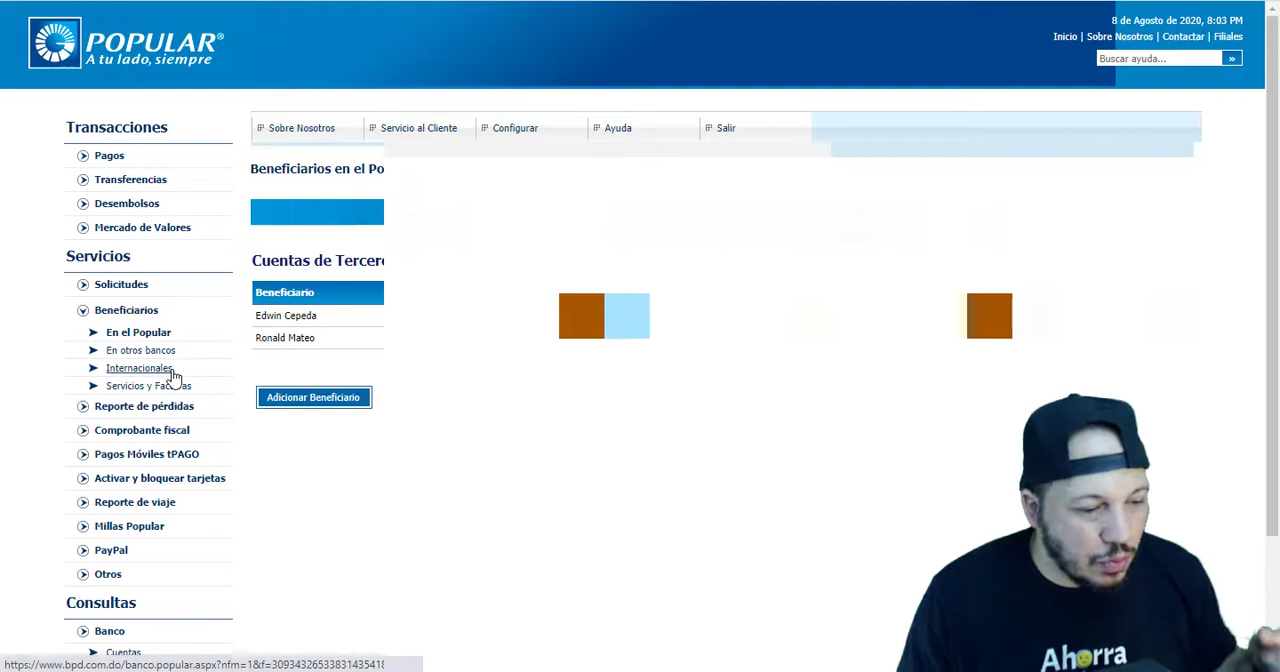 POPULAR®
A tu lado, siempre
8 de Agosto de 2020, 8:03 PM
Inicio | Sobre Nosotros | Contactar | Filiales
Buscar ayuda... »
Transacciones
Pagos
Transferencias
Desembolsos
Mercado de Valores
Servicios
Solicitudes
Beneficiarios
En el Popular
En otros bancos
Internacionales
Servicios y
Reporte de pérdidas
Comprobante fiscal
Pagos Móviles tPAGO
Activar y bloquear tarjetas
Reporte de viaje
Millas Popular
PayPal
Otros
Consultas
Banco
Cuentas
Sobre Nosotros
Servicio al Cliente
Configurar
Ayuda
Salir
Beneficiarios en el Po
Cuentas de Tercero
Beneficiario
Edwin Cepeda
Ronald Mateo
Adicionar Beneficiario
Ahorra